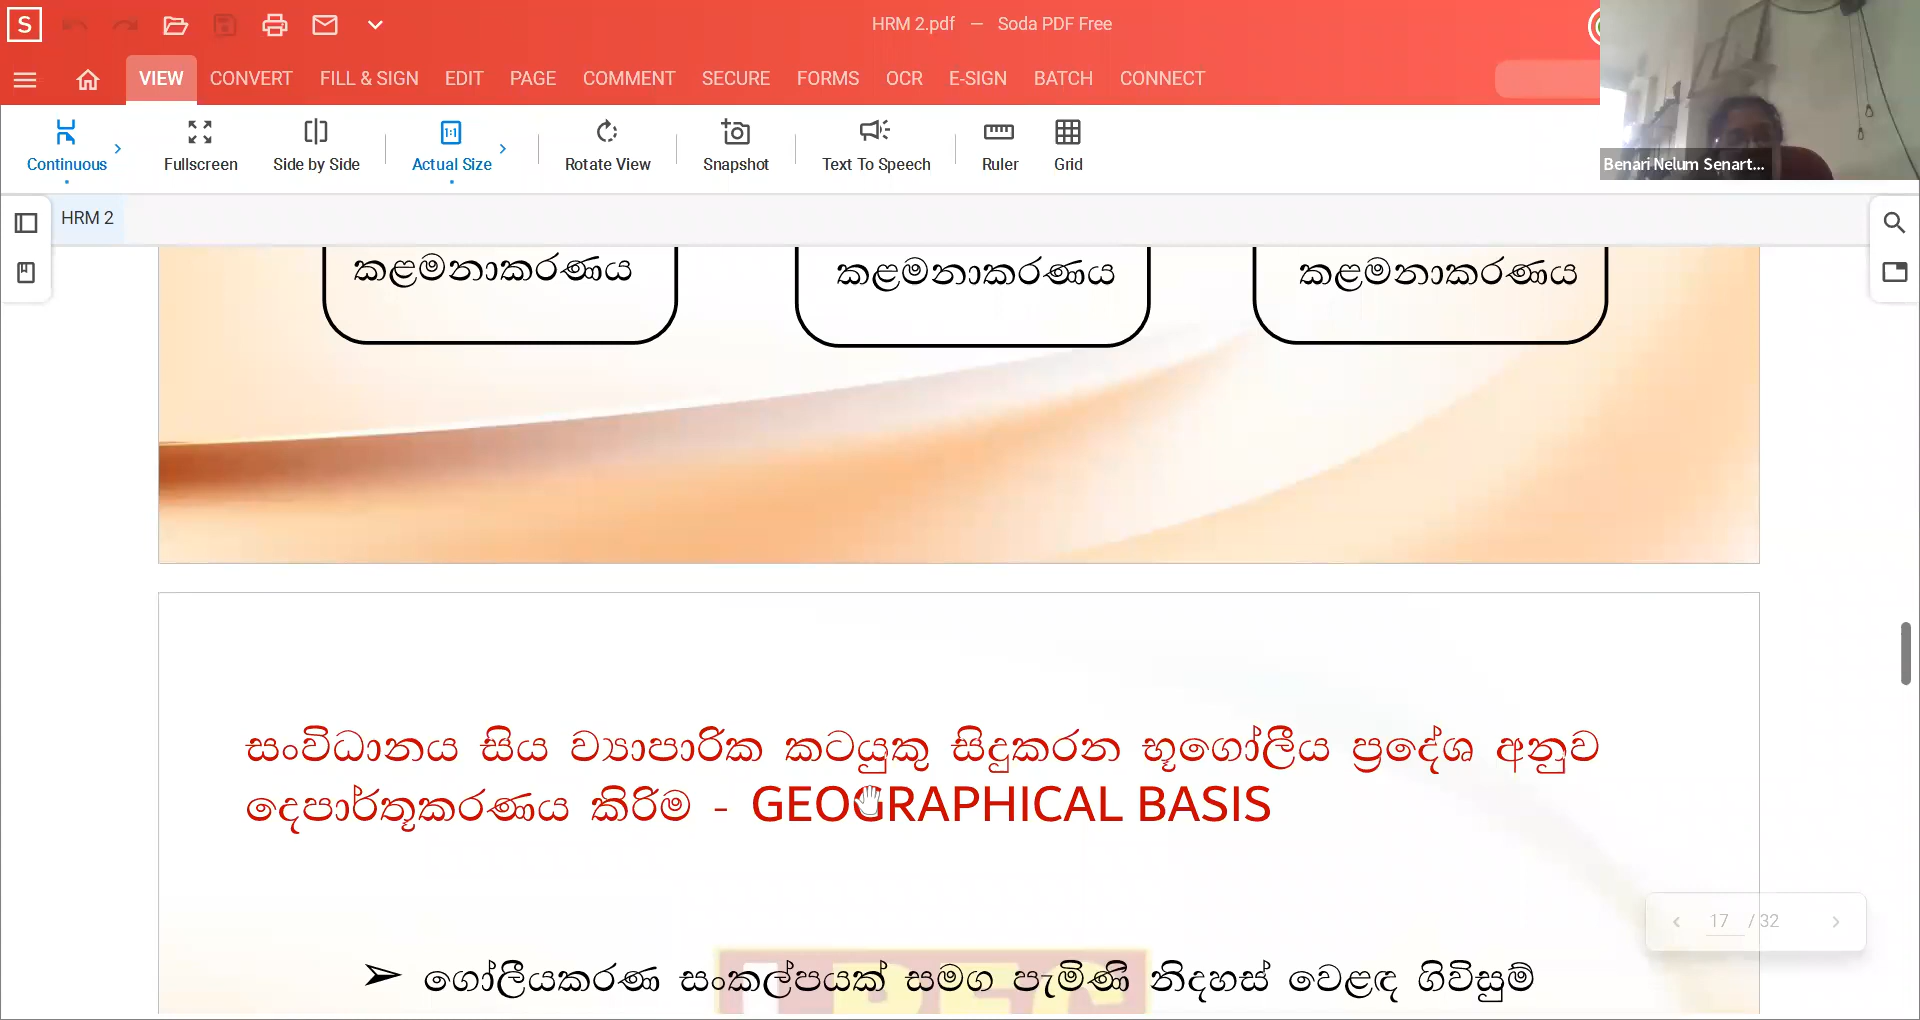 S
HRM 2.pdf — Soda PDF Free
VIEW CONVERT FILL & SIGN EDIT PAGE COMMENT SECURE FORMS OCR E-SIGN BATCH CONNECT
Continuous Fullscreen Side by Side Actual Size Rotate View Snapshot Text To Speech Ruler Grid
Benari Nelum Senart...
HRM 2
කළමනාකරණය කළමනාකරණය කළමනාකරණය
සංවිධානය සිය ව්‍යාපාරික කටයුකු සිදුකරන භූගෝලීය ප්‍රදේශ අනුව
දෙපාර්තූකරණය කිරිම - GEOGRAPHICAL BASIS
17 / 32
➢ ගෝලීයකරණ සංකල්පයක් සමග පැමිණි නිදහස් වෙළඳ ගිවිසුම්